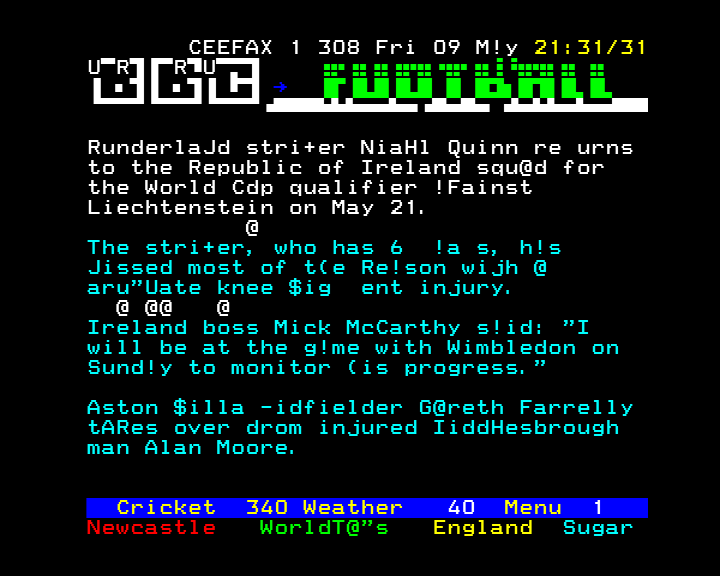 CEEFAX 1 308 Fri 09 M!y 21:31/31
U R R U
BBC
FOOTBALL
RunderlaJd stri+er NiaHl Quinn re urns
to the Republic of Ireland squ@d for
the World Cdp qualifier !Fainst
Liechtenstein on May 21.
@
The stri+er, who has 6 !a s, h!s
Jissed most of t(e Re!son wijh @
aru”Uate knee $ig ent injury.
@ @@ @
Ireland boss Mick McCarthy s!id: ”I
will be at the g!me with Wimbledon on
Sund!y to monitor (is progress.”
Aston $illa -idfielder G@reth Farrelly
tARes over drom injured IiddHesbrough
man Alan Moore.
Cricket 340 Weather 40 Menu 1
Newcastle WorldT@”s England Sugar